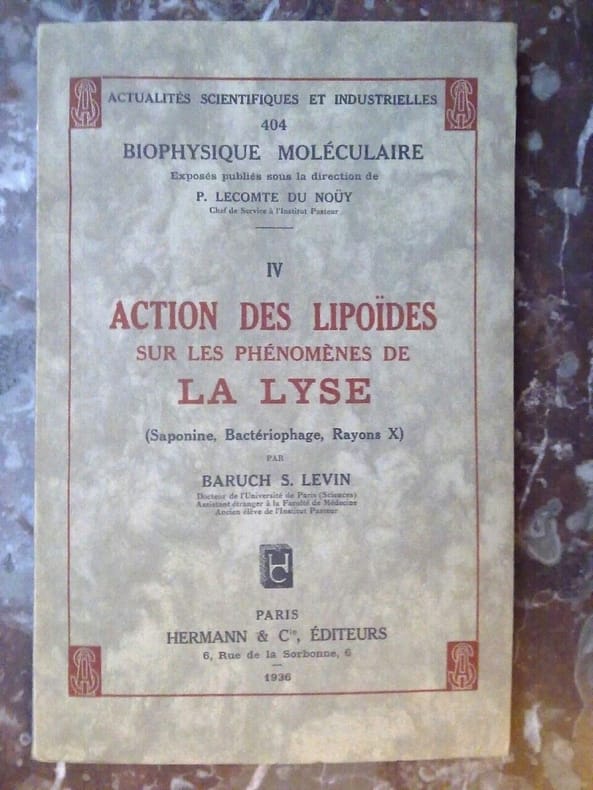 ACTUALITÉS SCIENTIFIQUES ET INDUSTRIELLES
404
BIOPHYSIQUE MOLÉCULAIRE
Exposés publiés sous la direction de
P. LECOMTE DU NOÜY
Chef de Service à l'Institut Pasteur
IV
ACTION DES LIPOÏDES
SUR LES PHÉNOMÈNES DE
LA LYSE
(Saponine, Bactériophage, Rayons X)
PAR
BARUCH S. LEVIN
Docteur de l'Université de Paris (Sciences)
Assistant étranger à la Faculté de Médecine
Ancien élève de l'Institut Pasteur
HC
PARIS
HERMANN & Cie, ÉDITEURS
6, Rue de la Sorbonne, 6
1936